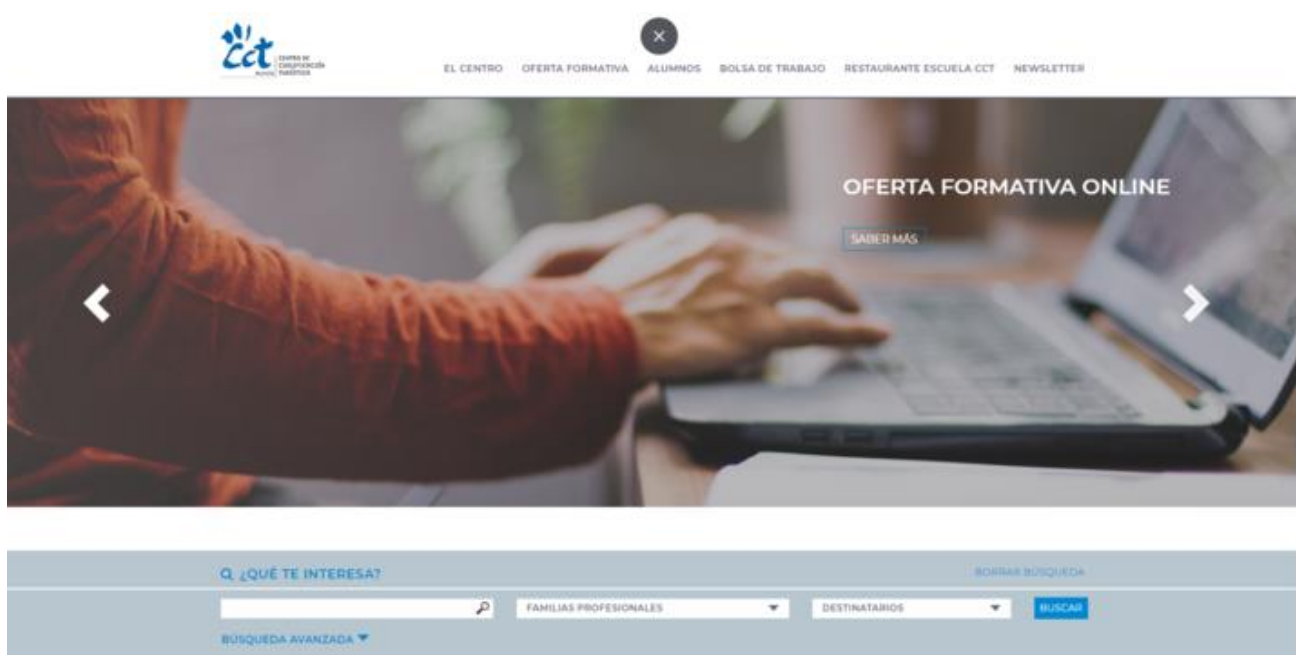 cct
CENTRO DE
CUALIFICACIÓN
TURÍSTICA
EL CENTRO OFERTA FORMATIVA ALUMNOS BOLSA DE TRABAJO RESTAURANTE ESCUELA CCT NEWSLETTER
OFERTA FORMATIVA ONLINE
SABER MÁS
¿QUÉ TE INTERESA?
BORRAR BÚSQUEDA
FAMILIAS PROFESIONALES
DESTINATARIOS
BUSCAR
BÚSQUEDA AVANZADA